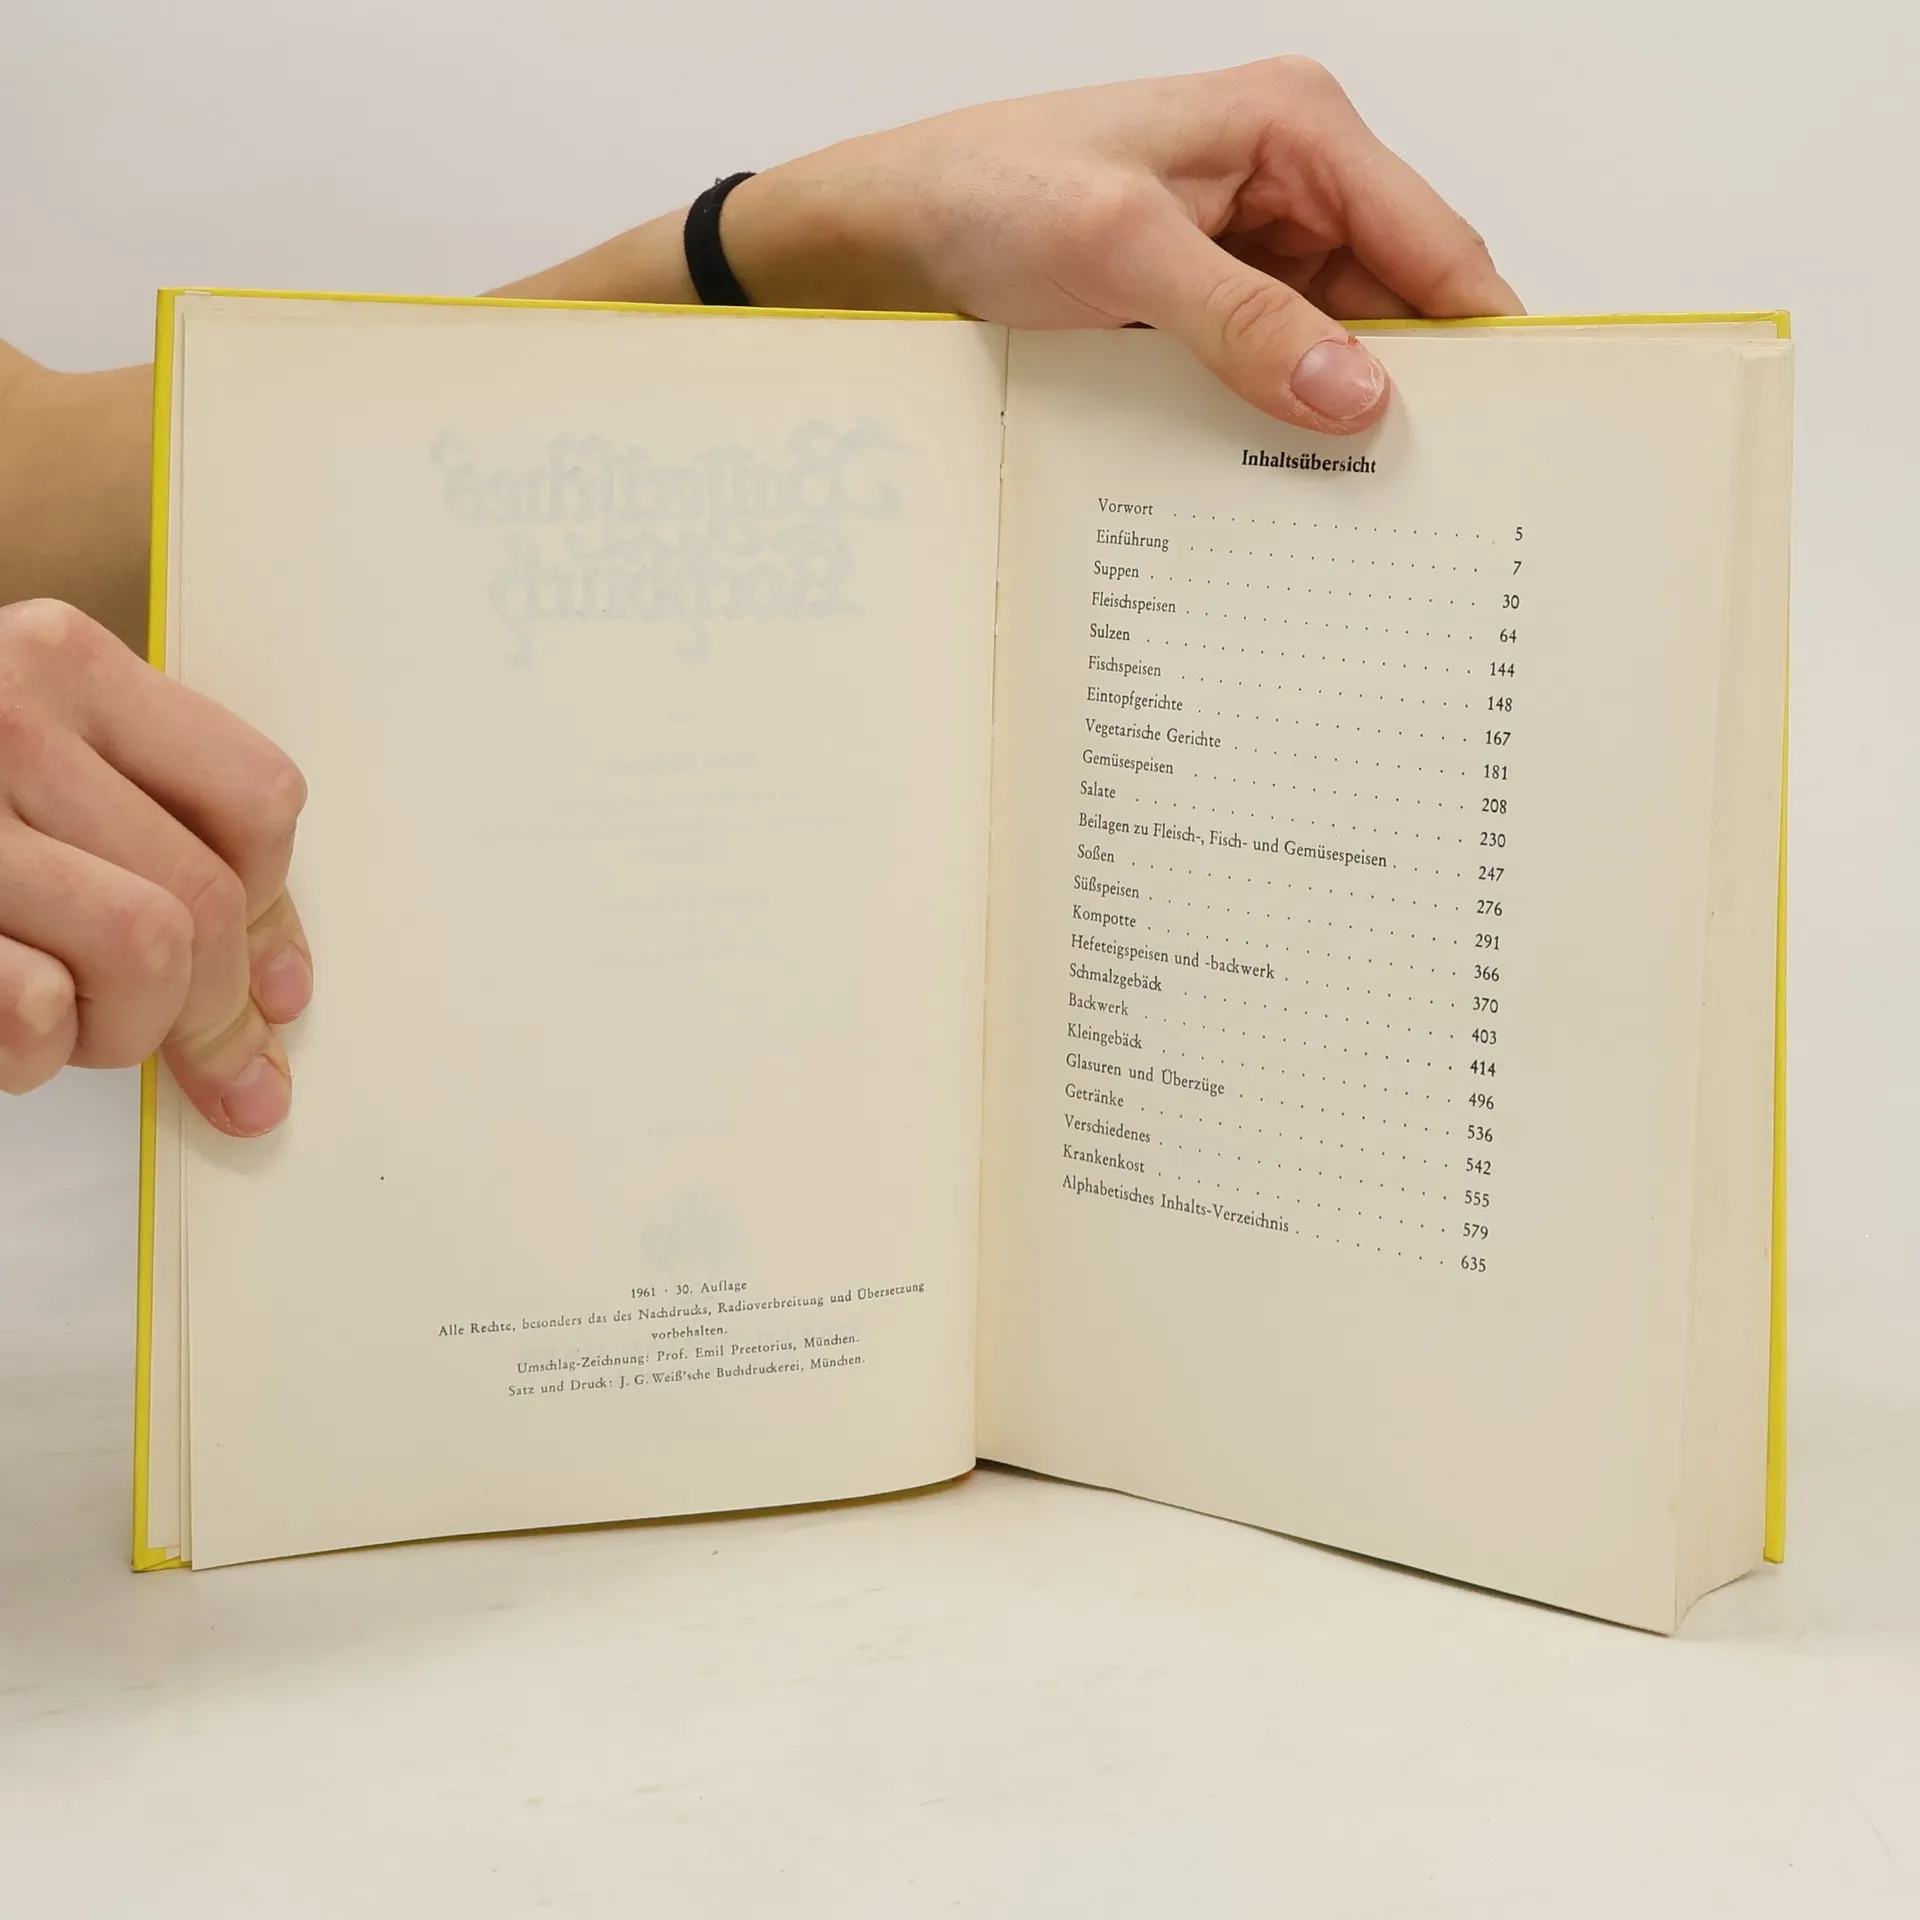 1961 · 30. Auflage
Alle Rechte, besonders das des Nachdrucks, Radioverbreitung und Übersetzung
vorbehalten.
Umschlag-Zeichnung: Prof. Emil Preetorius, München.
Satz und Druck: J. G. Weiß'sche Buchdruckerei, München.
Inhaltsübersicht
Vorwort . . . . . . . . . . . . . . . . . 5
Einführung . . . . . . . . . . . . . . . . 7
Suppen . . . . . . . . . . . . . . . . . . 30
Fleischspeisen . . . . . . . . . . . . . . . 64
Sulzen . . . . . . . . . . . . . . . . . . 144
Fischspeisen . . . . . . . . . . . . . . . . 148
Eintopfgerichte . . . . . . . . . . . . . . . 167
Vegetarische Gerichte . . . . . . . . . . . . 181
Gemüsespeisen . . . . . . . . . . . . . . . 208
Salate . . . . . . . . . . . . . . . . . . 230
Beilagen zu Fleisch-, Fisch- und Gemüsespeisen . . . . 247
Soßen . . . . . . . . . . . . . . . . . . 276
Süßspeisen . . . . . . . . . . . . . . . . . 291
Kompotte . . . . . . . . . . . . . . . . . 366
Hefeteigspeisen und -backwerk . . . . . . . . . 370
Schmalzgebäck . . . . . . . . . . . . . . . 403
Backwerk . . . . . . . . . . . . . . . . . 414
Kleingebäck . . . . . . . . . . . . . . . . 496
Glasuren und Überzüge . . . . . . . . . . . . 536
Getränke . . . . . . . . . . . . . . . . . 542
Verschiedenes . . . . . . . . . . . . . . . . 555
Krankenkost . . . . . . . . . . . . . . . . 579
Alphabetisches Inhalts-Verzeichnis . . . . . . . . 635